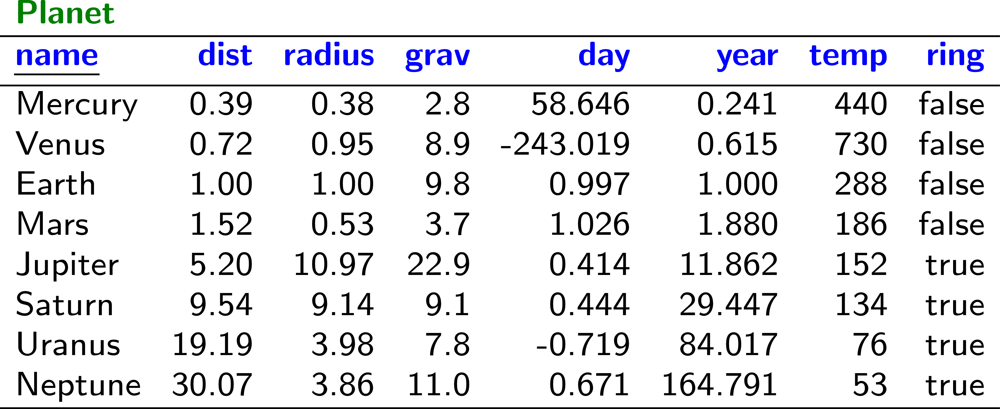 Planet
name dist radius grav day year temp ring
Mercury 0.39 0.38 2.8 58.646 0.241 440 false
Venus 0.72 0.95 8.9 -243.019 0.615 730 false
Earth 1.00 1.00 9.8 0.997 1.000 288 false
Mars 1.52 0.53 3.7 1.026 1.880 186 false
Jupiter 5.20 10.97 22.9 0.414 11.862 152 true
Saturn 9.54 9.14 9.1 0.444 29.447 134 true
Uranus 19.19 3.98 7.8 -0.719 84.017 76 true
Neptune 30.07 3.86 11.0 0.671 164.791 53 true